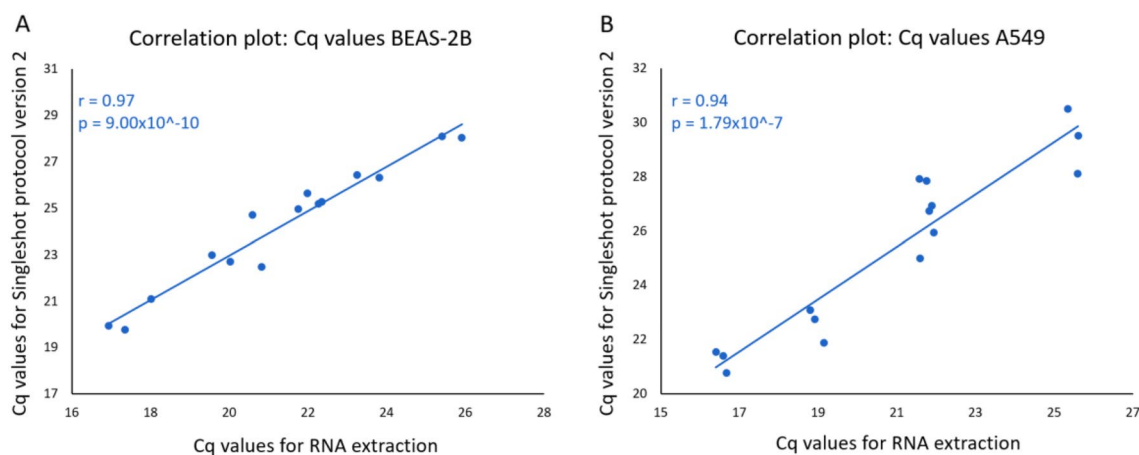 A
Correlation plot: Cq values BEAS-2B
Cq values for Singleshot protocol version 2
31
29
27
25
23
21
19
17
r = 0.97
p = 9.00x10^-10
16
18
20
22
24
26
28
Cq values for RNA extraction
B
Correlation plot: Cq values A549
Cq values for Singleshot protocol version 2
32
30
28
26
24
22
20
r = 0.94
p = 1.79x10^-7
15
17
19
21
23
25
27
Cq values for RNA extraction